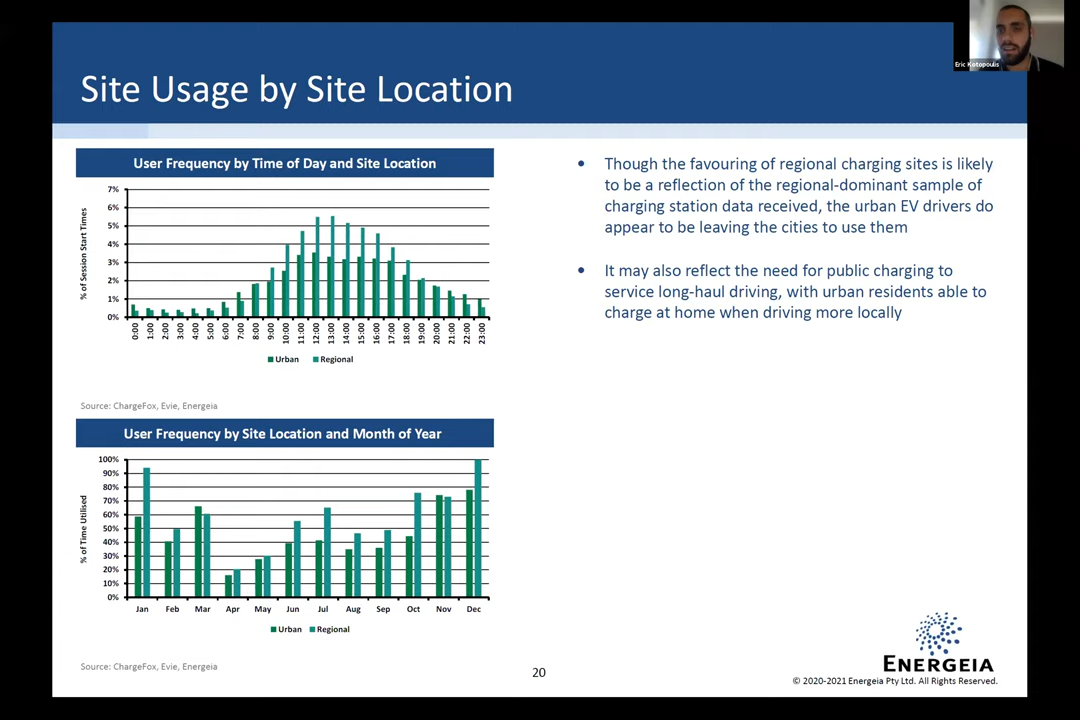 Eric Kotopoulis
Site Usage by Site Location
User Frequency by Time of Day and Site Location
7%
6%
5%
4%
3%
2%
1%
0%
% of Session Start Times
0:00 1:00 2:00 3:00 4:00 5:00 6:00 7:00 8:00 9:00 10:00 11:00 12:00 13:00 14:00 15:00 16:00 17:00 18:00 19:00 20:00 21:00 22:00 23:00
Urban Regional
Source: ChargeFox, Evie, Energeia
User Frequency by Site Location and Month of Year
100%
90%
80%
70%
60%
50%
40%
30%
20%
10%
0%
% of Time Utilised
Jan Feb Mar Apr May Jun Jul Aug Sep Oct Nov Dec
Urban Regional
Source: ChargeFox, Evie, Energeia
• Though the favouring of regional charging sites is likely
to be a reflection of the regional-dominant sample of
charging station data received, the urban EV drivers do
appear to be leaving the cities to use them
• It may also reflect the need for public charging to
service long-haul driving, with urban residents able to
charge at home when driving more locally
20
ENERGEIA
© 2020-2021 Energeia Pty Ltd. All Rights Reserved.